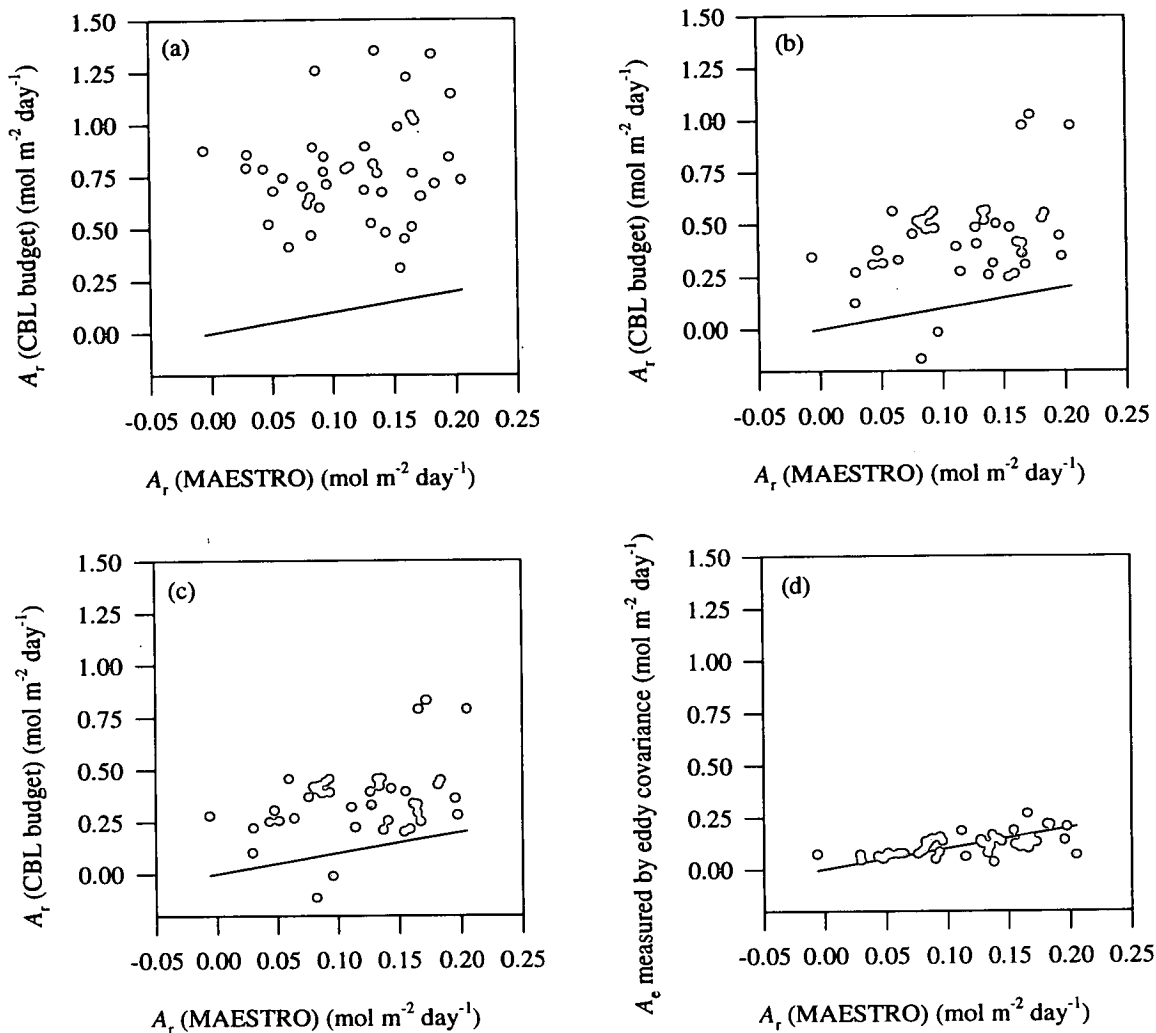 (a)
1.50
1.25
1.00
0.75
0.50
0.25
0.00
-0.05 0.00 0.05 0.10 0.15 0.20 0.25
A_r (CBL budget) (mol m⁻² day⁻¹)
A_r (MAESTRO) (mol m⁻² day⁻¹)
(b)
1.50
1.25
1.00
0.75
0.50
0.25
0.00
-0.05 0.00 0.05 0.10 0.15 0.20 0.25
A_r (CBL budget) (mol m⁻² day⁻¹)
A_r (MAESTRO) (mol m⁻² day⁻¹)
(c)
1.50
1.25
1.00
0.75
0.50
0.25
0.00
-0.05 0.00 0.05 0.10 0.15 0.20 0.25
A_r (CBL budget) (mol m⁻² day⁻¹)
A_r (MAESTRO) (mol m⁻² day⁻¹)
(d)
1.50
1.25
1.00
0.75
0.50
0.25
0.00
-0.05 0.00 0.05 0.10 0.15 0.20 0.25
A_e measured by eddy covariance (mol m⁻² day⁻¹)
A_r (MAESTRO) (mol m⁻² day⁻¹)